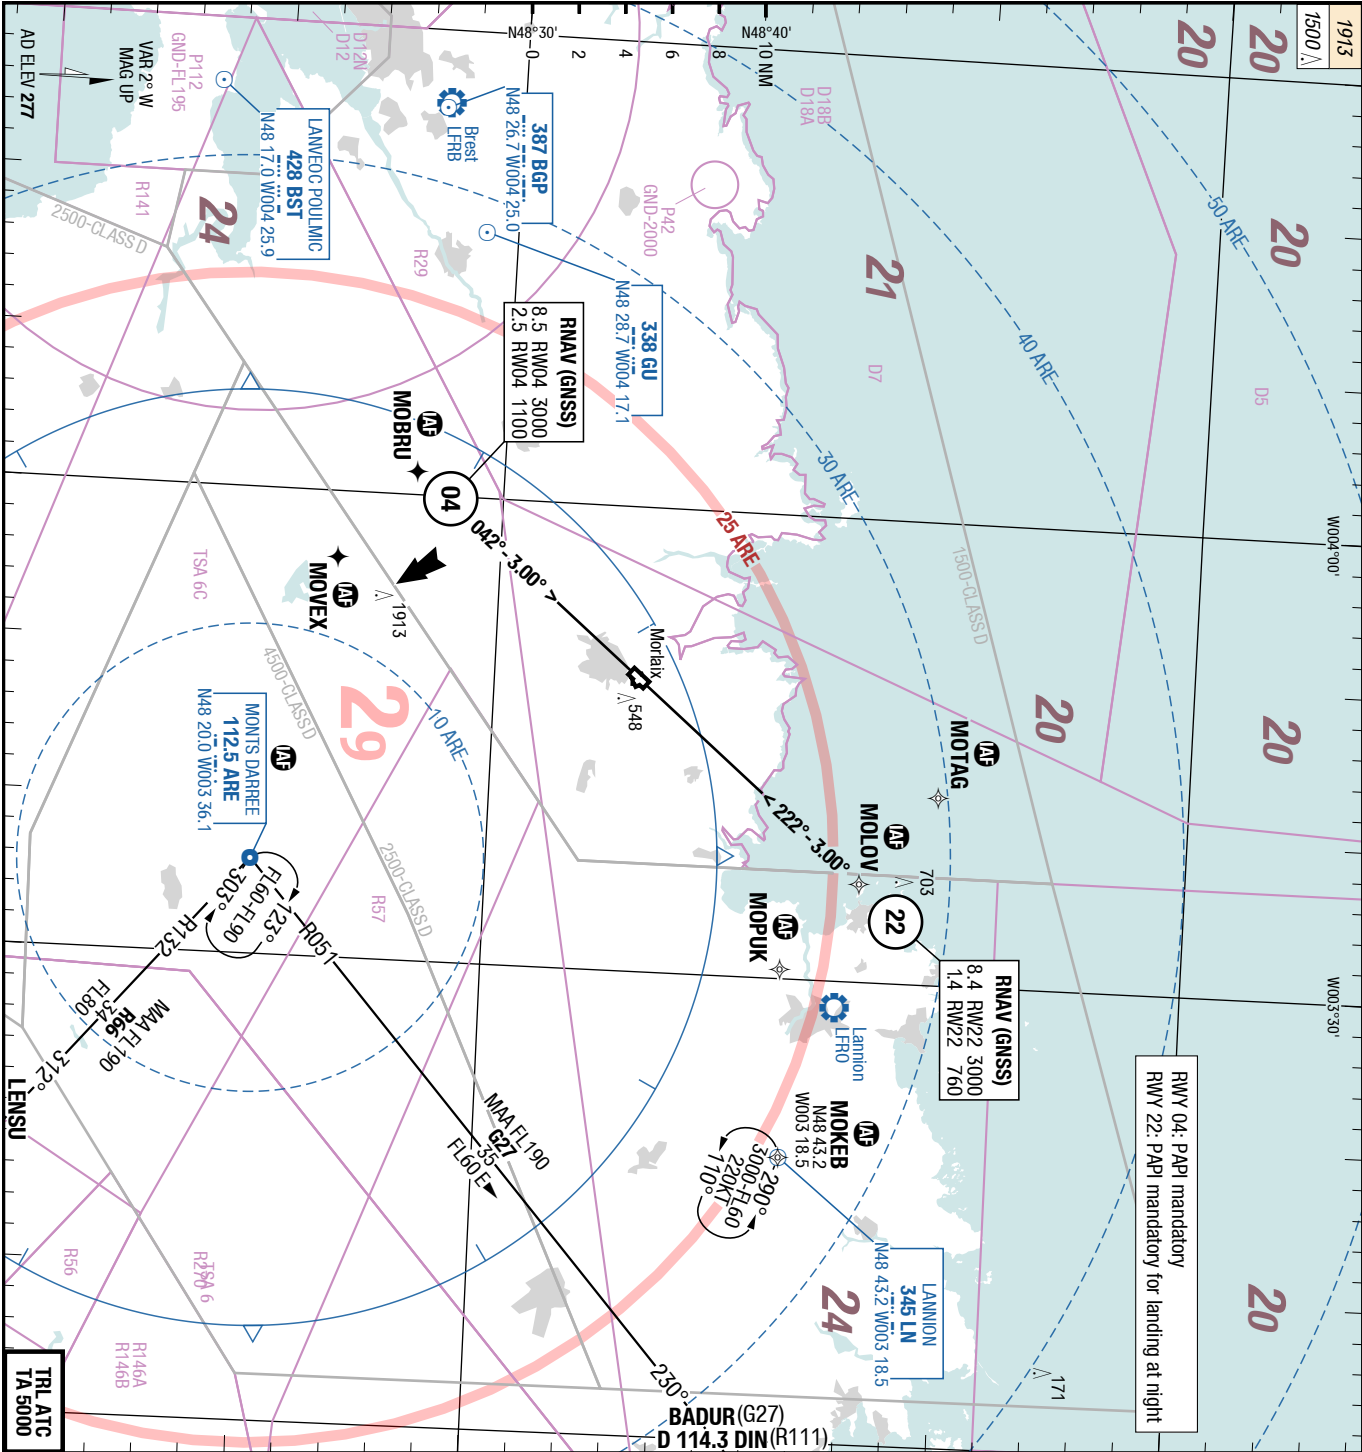 1913
1500
20
20
20
20
20
20
21
24
24
29
N48°30'
N48°40'
W004°00'
W003°30'
0
2
4
6
8
10 NM
AD ELEV 277
VAR 2° W
MAG UP
P112
GND-FL195
D12N
D12
D18B
D18A
P42
GND-2000
R141
R29
D7
D5
TSA 6C
R57
R56
R270
TSA 6
R146A
R146B
2500-CLASS D
1500-CLASS D
4500-CLASS D
2500-CLASS D
LANVEOC POULMIC
428 BST
N48 17.0 W004 25.9
387 BGP
N48 26.7 W004 25.0
338 GU
N48 28.7 W004 17.1
Brest
LFRB
RNAV (GNSS)
8.5 RW04 3000
2.5 RW04 1100
04
IAF
MOBRU
IAF
MOVEX
042° - 3.00° >
1913
Morlaix
548
< 222° - 3.00°
IAF
MOTAG
IAF
MOLOV
703
22
IAF
MOPUK
RNAV (GNSS)
8.4 RW22 3000
1.4 RW22 760
Lannion
LFRO
IAF
MOKEB
N48 43.2
W003 18.5
290°
3000-FL60
220KT
110°
LANNION
345 LN
N48 43.2 W003 18.5
171
RWY 04: PAPI mandatory
RWY 22: PAPI mandatory for landing at night
50 ARE
40 ARE
30 ARE
25 ARE
10 ARE
IAF
MONTS DARREE
112.5 ARE
N48 20.0 W003 36.1
123°
FL60-FL90
303°
R051
R132
MAA FL190
R66
34
FL80
312°
LENSU
MAA FL190
G27
35
FL60 E
230°
BADUR (G27)
D 114.3 DIN (R111)
TRL ATC
TA 5000